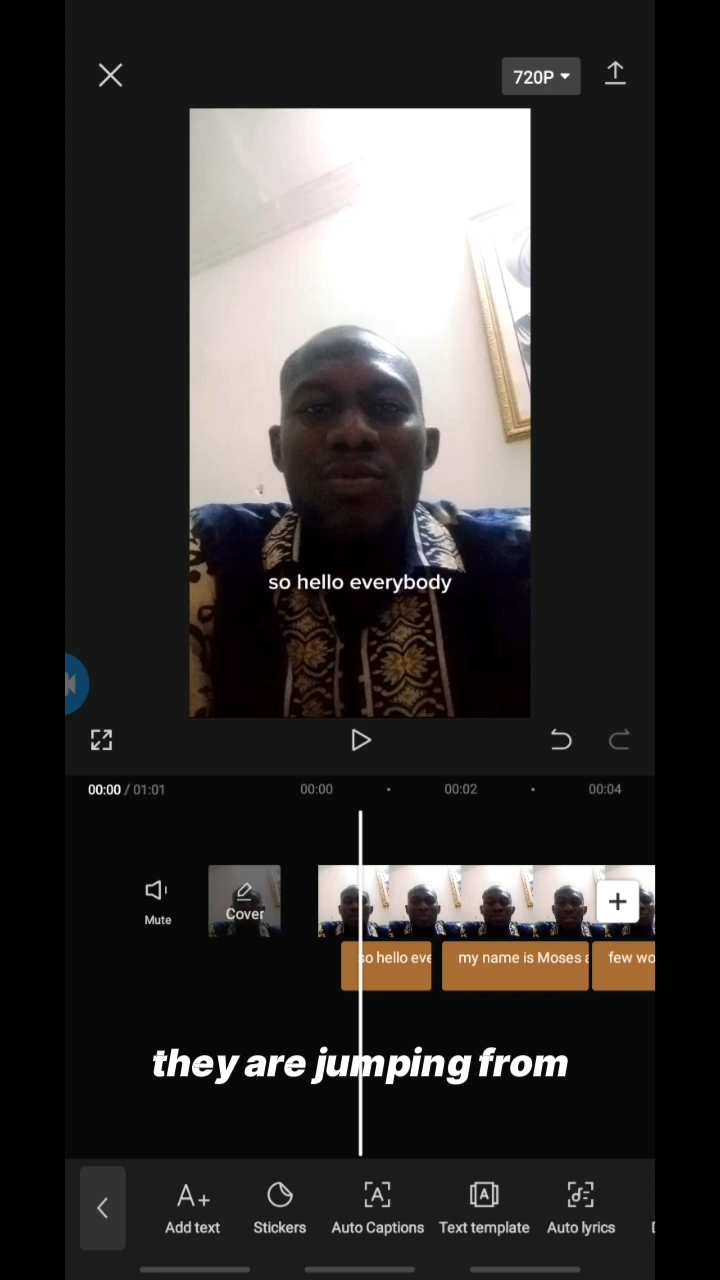 720P
so hello everybody
00:00 / 01:01
00:00
00:02
00:04
Mute
Cover
so hello eve
my name is Moses a
few wo
they are jumping from
A+
Add text
Stickers
A
Auto Captions
A
Text template
Auto lyrics